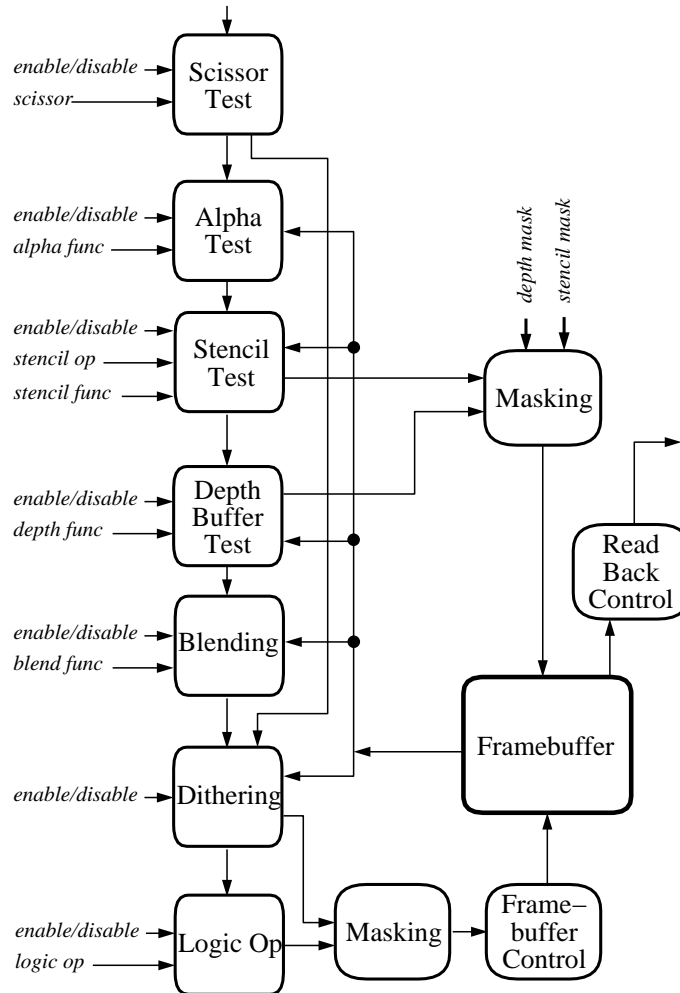 enable/disable
scissor
Scissor
Test
enable/disable
alpha func
Alpha
Test
depth mask
stencil mask
enable/disable
stencil op
stencil func
Stencil
Test
Masking
enable/disable
depth func
Depth
Buffer
Test
Read
Back
Control
enable/disable
blend func
Blending
Framebuffer
enable/disable
Dithering
enable/disable
logic op
Logic Op
Masking
Frame–
buffer
Control